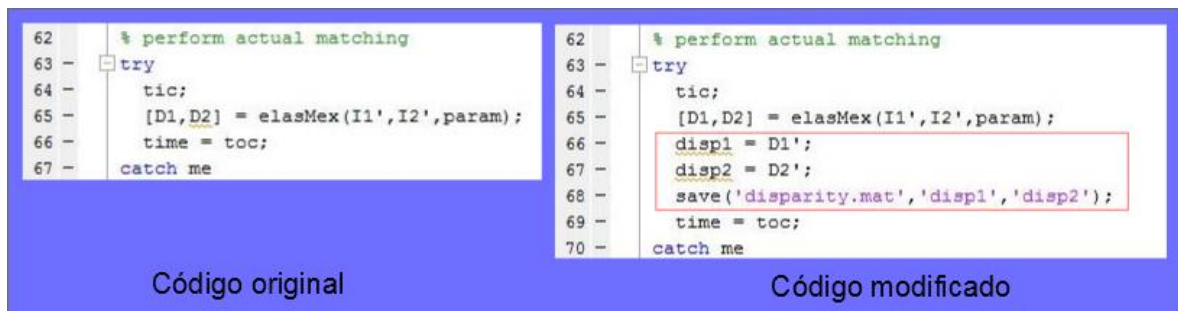 62 % perform actual matching
63 - try
64 - tic;
65 - [D1,D2] = elasMex(I1',I2',param);
66 - time = toc;
67 - catch me
Código original
62 % perform actual matching
63 - try
64 - tic;
65 - [D1,D2] = elasMex(I1',I2',param);
66 - disp1 = D1';
67 - disp2 = D2';
68 - save('disparity.mat','disp1','disp2');
69 - time = toc;
70 - catch me
Código modificado